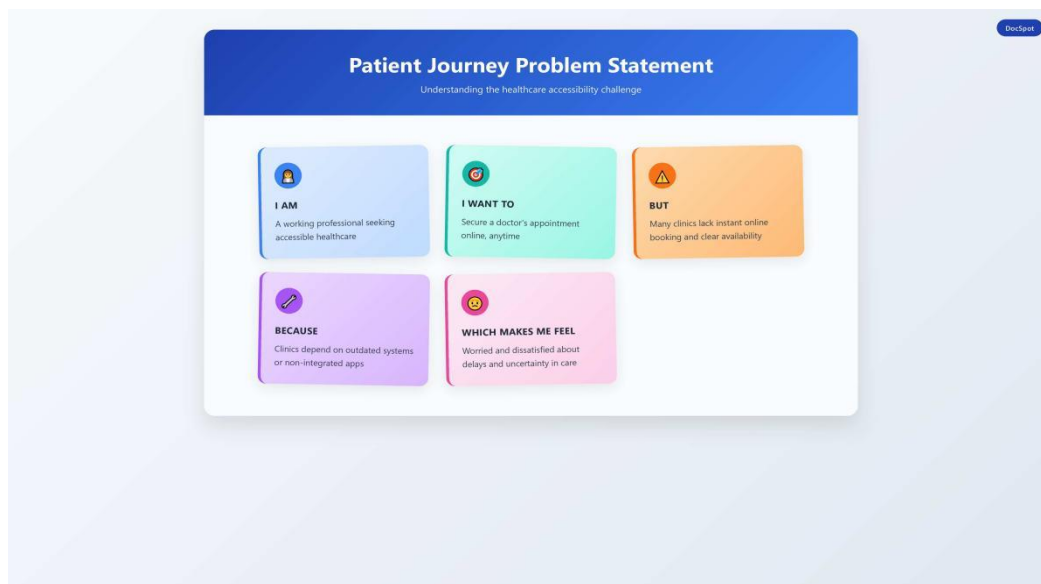 DocSpot
Patient Journey Problem Statement
Understanding the healthcare accessibility challenge
I AM
A working professional seeking
accessible healthcare
I WANT TO
Secure a doctor's appointment
online, anytime
BUT
Many clinics lack instant online
booking and clear availability
BECAUSE
Clinics depend on outdated systems
or non-integrated apps
WHICH MAKES ME FEEL
Worried and dissatisfied about
delays and uncertainty in care